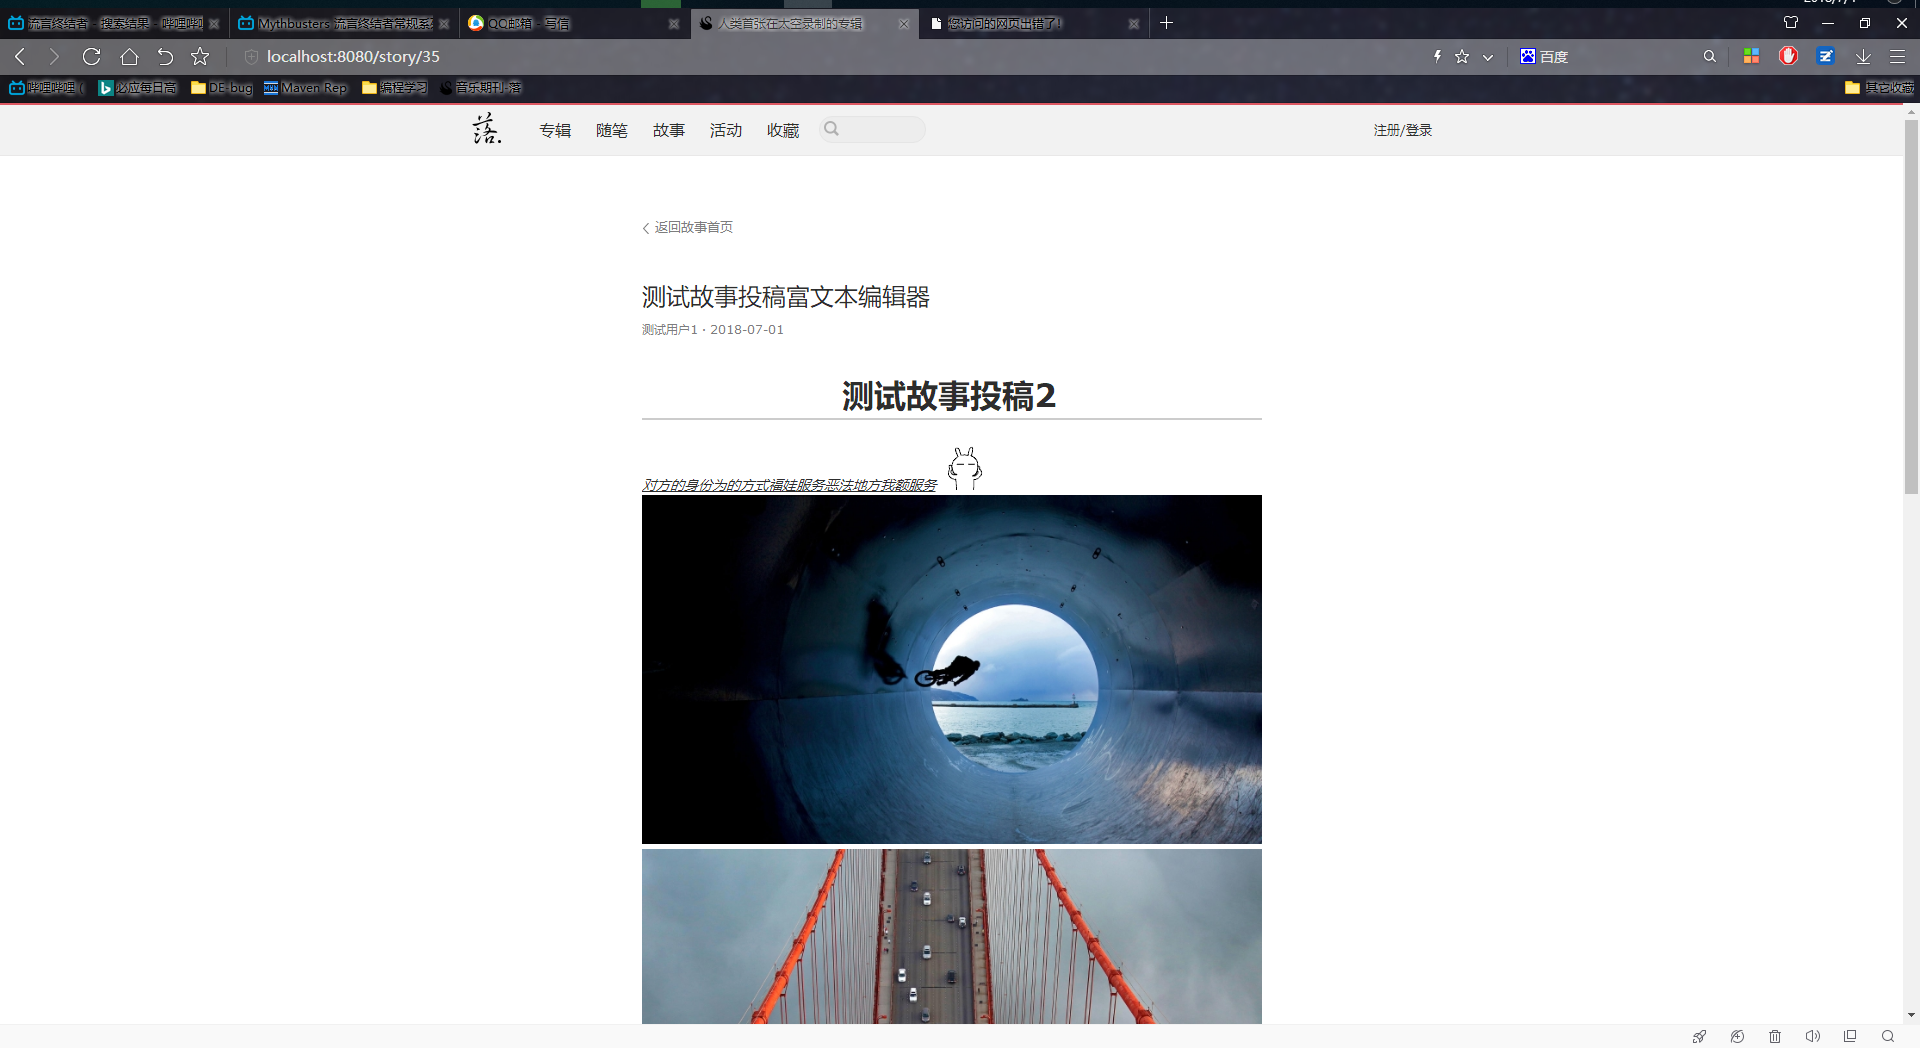 流言终结者 - 搜索结果 - 哔哩哔
Mythbusters 流言终结者常规系
QQ邮箱 - 写信
人类首张在太空录制的专辑
您访问的网页出错了!
localhost:8080/story/35
百度
哔哩哔哩 (
必应每日高
DE-bug
Maven Rep
编程学习
音乐期刊-落
其它收藏
落.
专辑 随笔 故事 活动 收藏
注册/登录
返回故事首页
测试故事投稿富文本编辑器
测试用户1 · 2018-07-01
测试故事投稿2
对方的身份为的方式福娃服务恶法地方我额服务